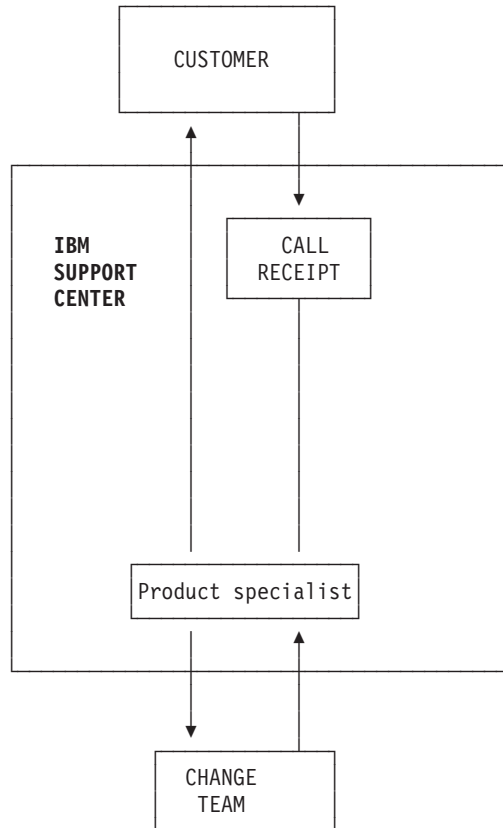 CUSTOMER
IBM
SUPPORT
CENTER
CALL
RECEIPT
Product specialist
CHANGE
TEAM